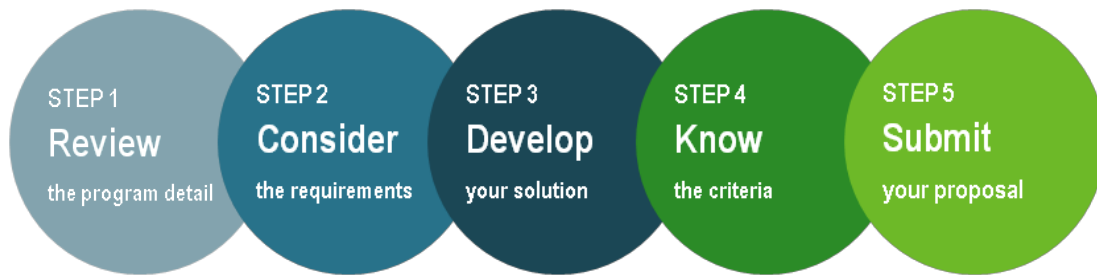 STEP 1
Review
the program detail
STEP 2
Consider
the requirements
STEP 3
Develop
your solution
STEP 4
Know
the criteria
STEP 5
Submit
your proposal